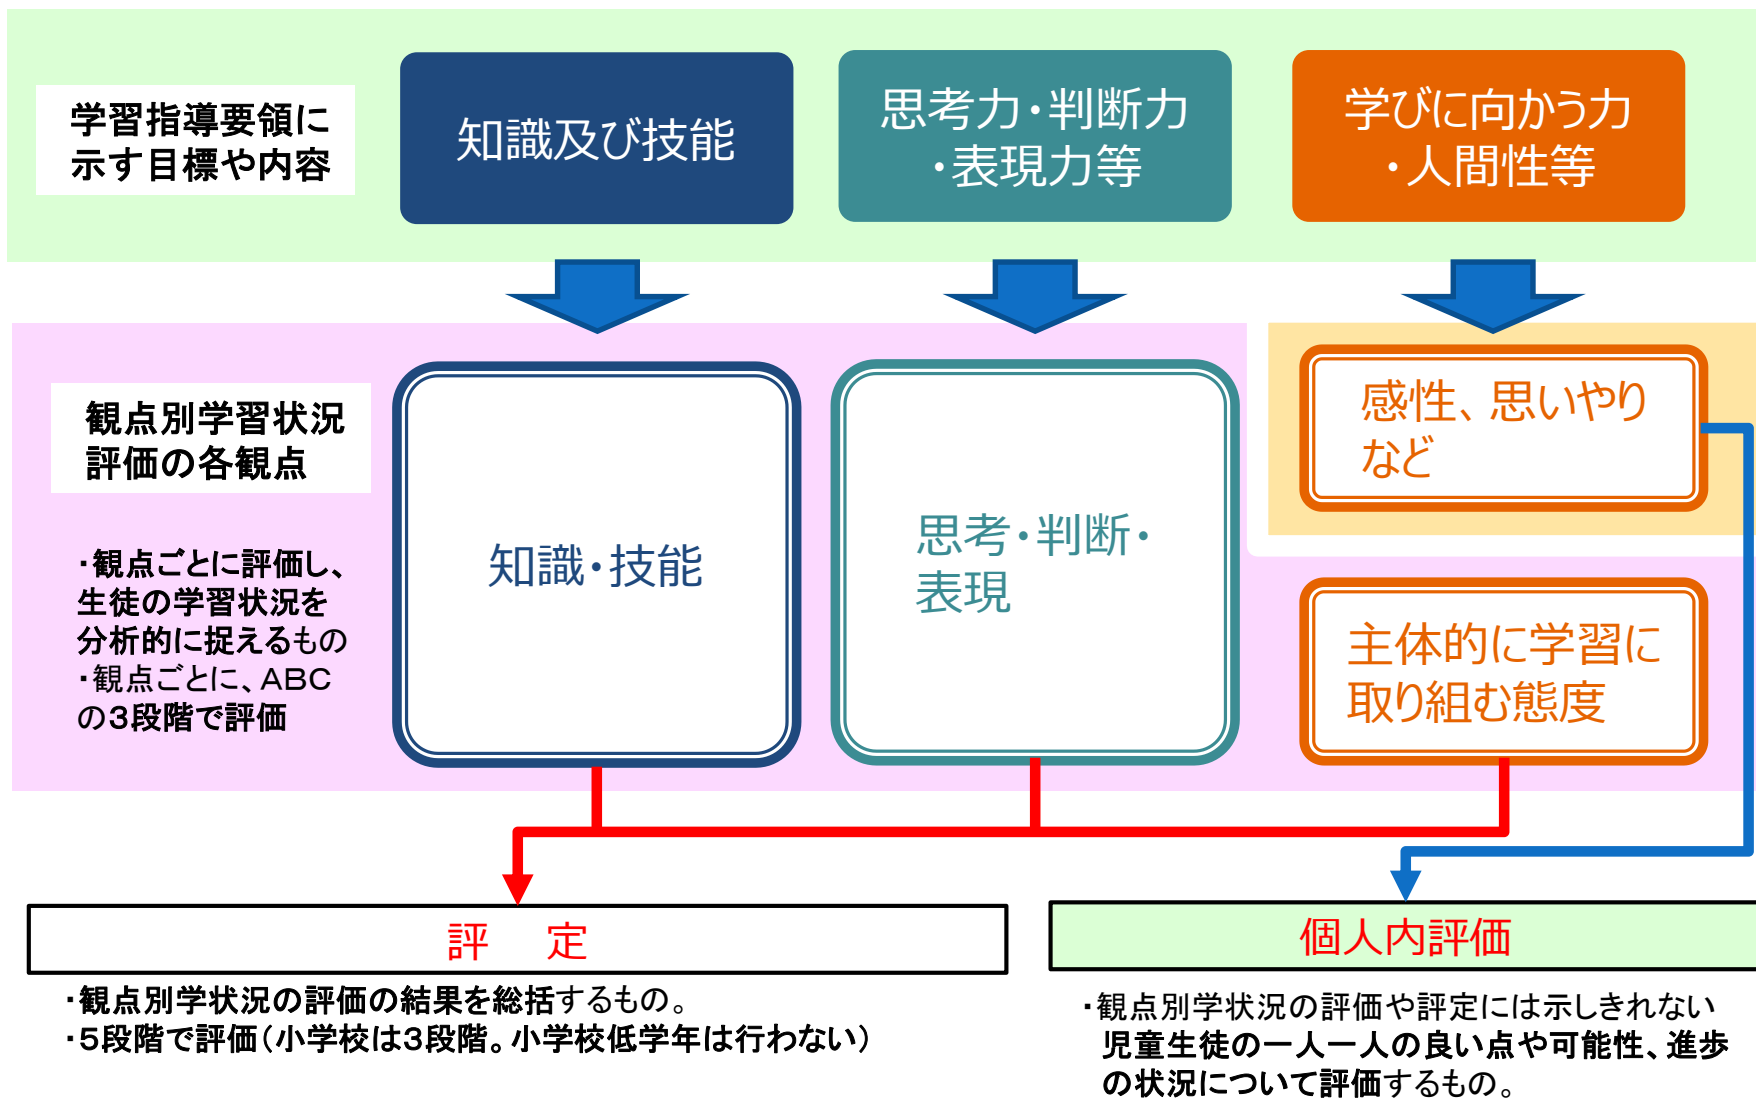 学習指導要領に
示す目標や内容
知識及び技能
思考力・判断力
・表現力等
学びに向かう力
・人間性等
観点別学習状況
評価の各観点
・観点ごとに評価し、
生徒の学習状況を
分析的に捉えるもの
・観点ごとに、ABC
の3段階で評価
知識・技能
思考・判断・
表現
感性、思いやり
など
主体的に学習に
取り組む態度
評 定
・観点別学状況の評価の結果を総括するもの。
・5段階で評価(小学校は3段階。小学校低学年は行わない)
個人内評価
・観点別学状況の評価や評定には示しきれない
児童生徒の一人一人の良い点や可能性、進歩
の状況について評価するもの。